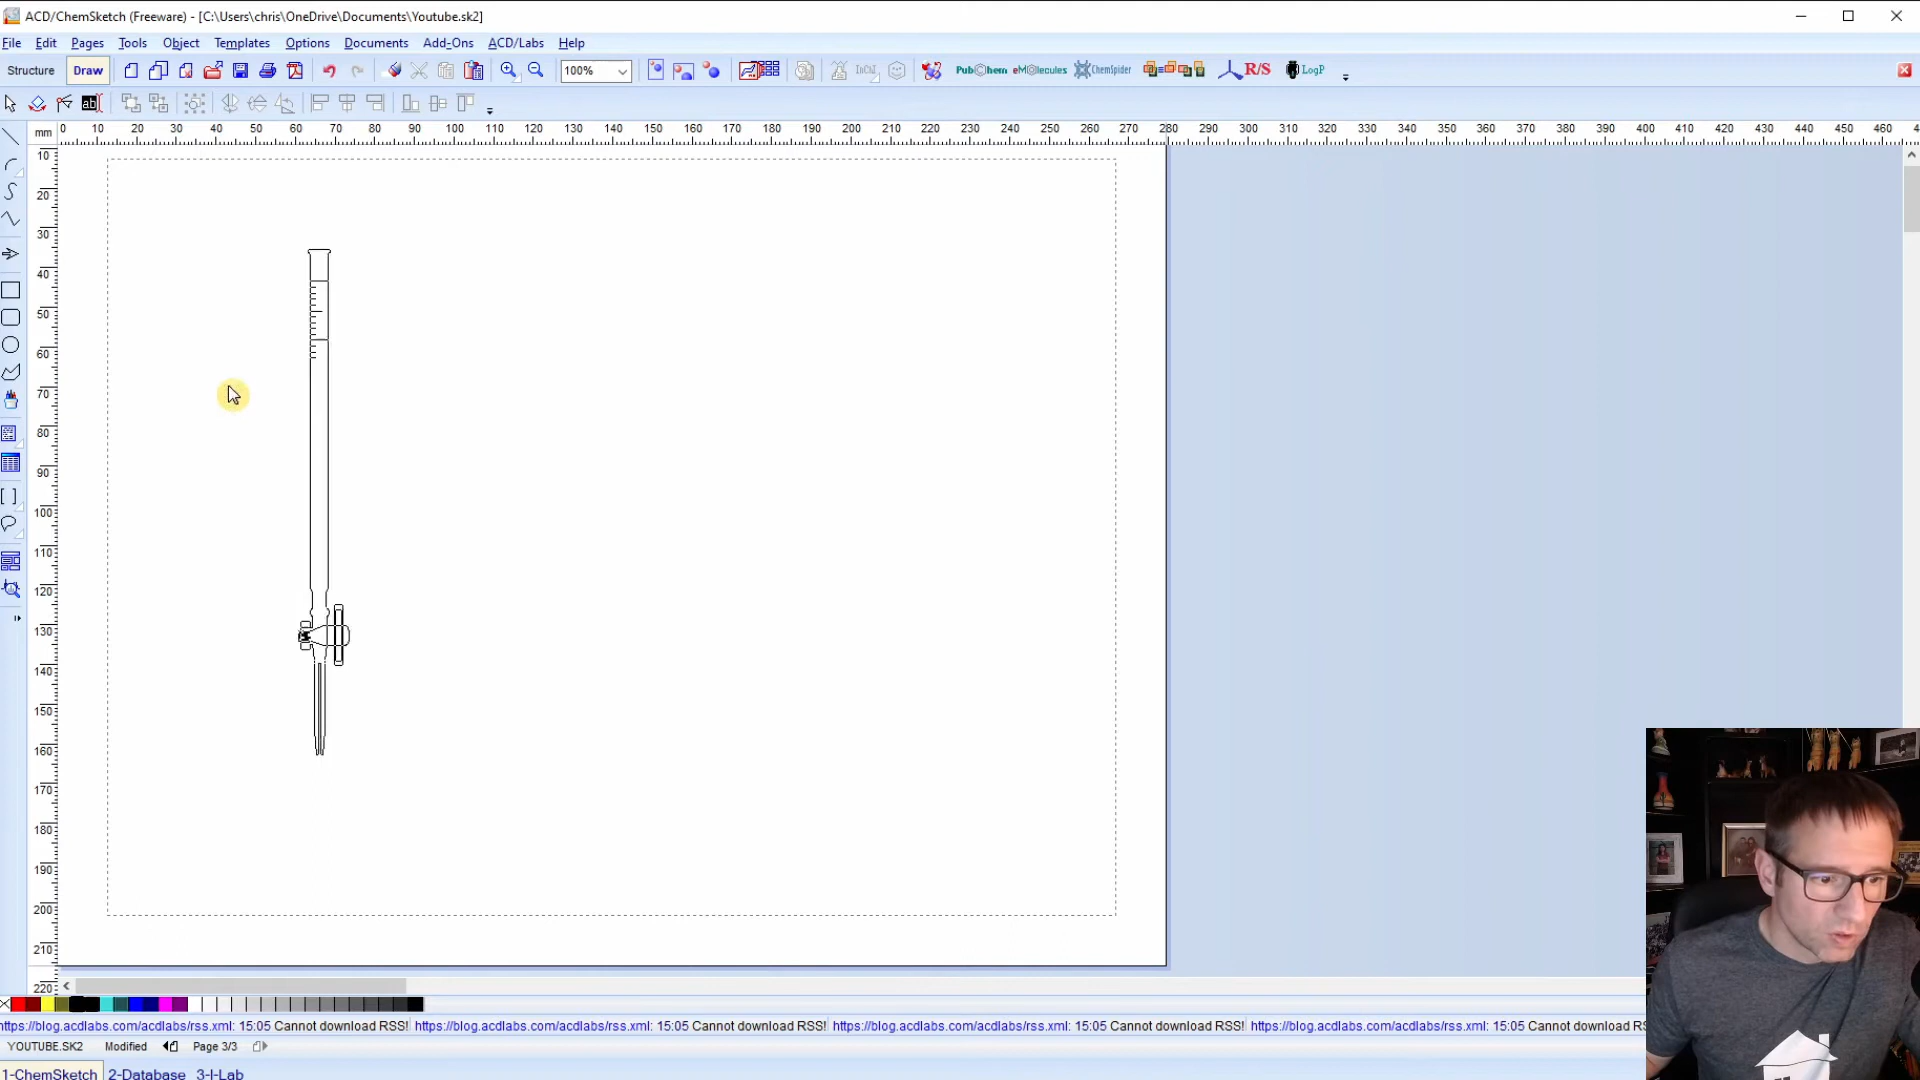 ACD/ChemSketch (Freeware) - [C:\Users\chris\OneDrive\Documents\Youtube.sk2]
File Edit Pages Tools Object Templates Options Documents Add-Ons ACD/Labs Help
Structure Draw 100% InChI PubChem eMolecules ChemSpider R/S LogP
ab
mm 0 10 20 30 40 50 60 70 80 90 100 110 120 130 140 150 160 170 180 190 200 210 220 230 240 250 260 270 280 290 300 310 320 330 340 350 360 370 380 390 400 410 420 430 440 450 460
10
20
30
40
50
60
70
80
90
100
110
120
130
140
150
160
170
180
190
200
210
220
https://blog.acdlabs.com/acdlabs/rss.xml: 15:05 Cannot download RSS! https://blog.acdlabs.com/acdlabs/rss.xml: 15:05 Cannot download RSS! https://blog.acdlabs.com/acdlabs/rss.xml: 15:05 Cannot download RSS! https://blog.acdlabs.com/acdlabs/rss.xml: 15:05 Cannot download RS
YOUTUBE.SK2 Modified Page 3/3
1-ChemSketch 2-Database 3-I-Lab